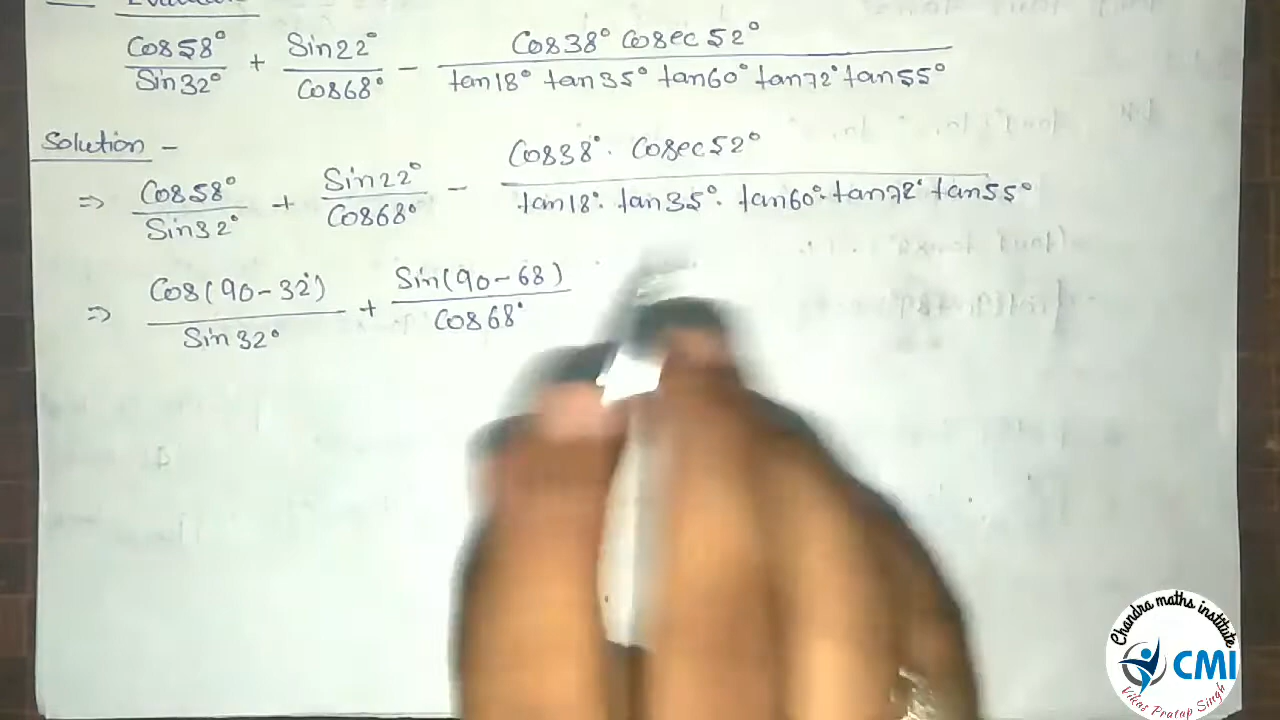 Cos58° / Sin32° + Sin22° / Cos68° - Cos38° Cosec52° / tan18° tan35° tan60° tan72° tan55°
Solution -
⇒ Cos58° / Sin32° + Sin22° / Cos68° - Cos38° . Cosec52° / tan18° . tan35° . tan60° . tan72° tan55°
⇒ Cos(90-32) / Sin32° + Sin(90-68) / Cos68°
Chandra maths institute
CMI
Vikas Pratap Singh